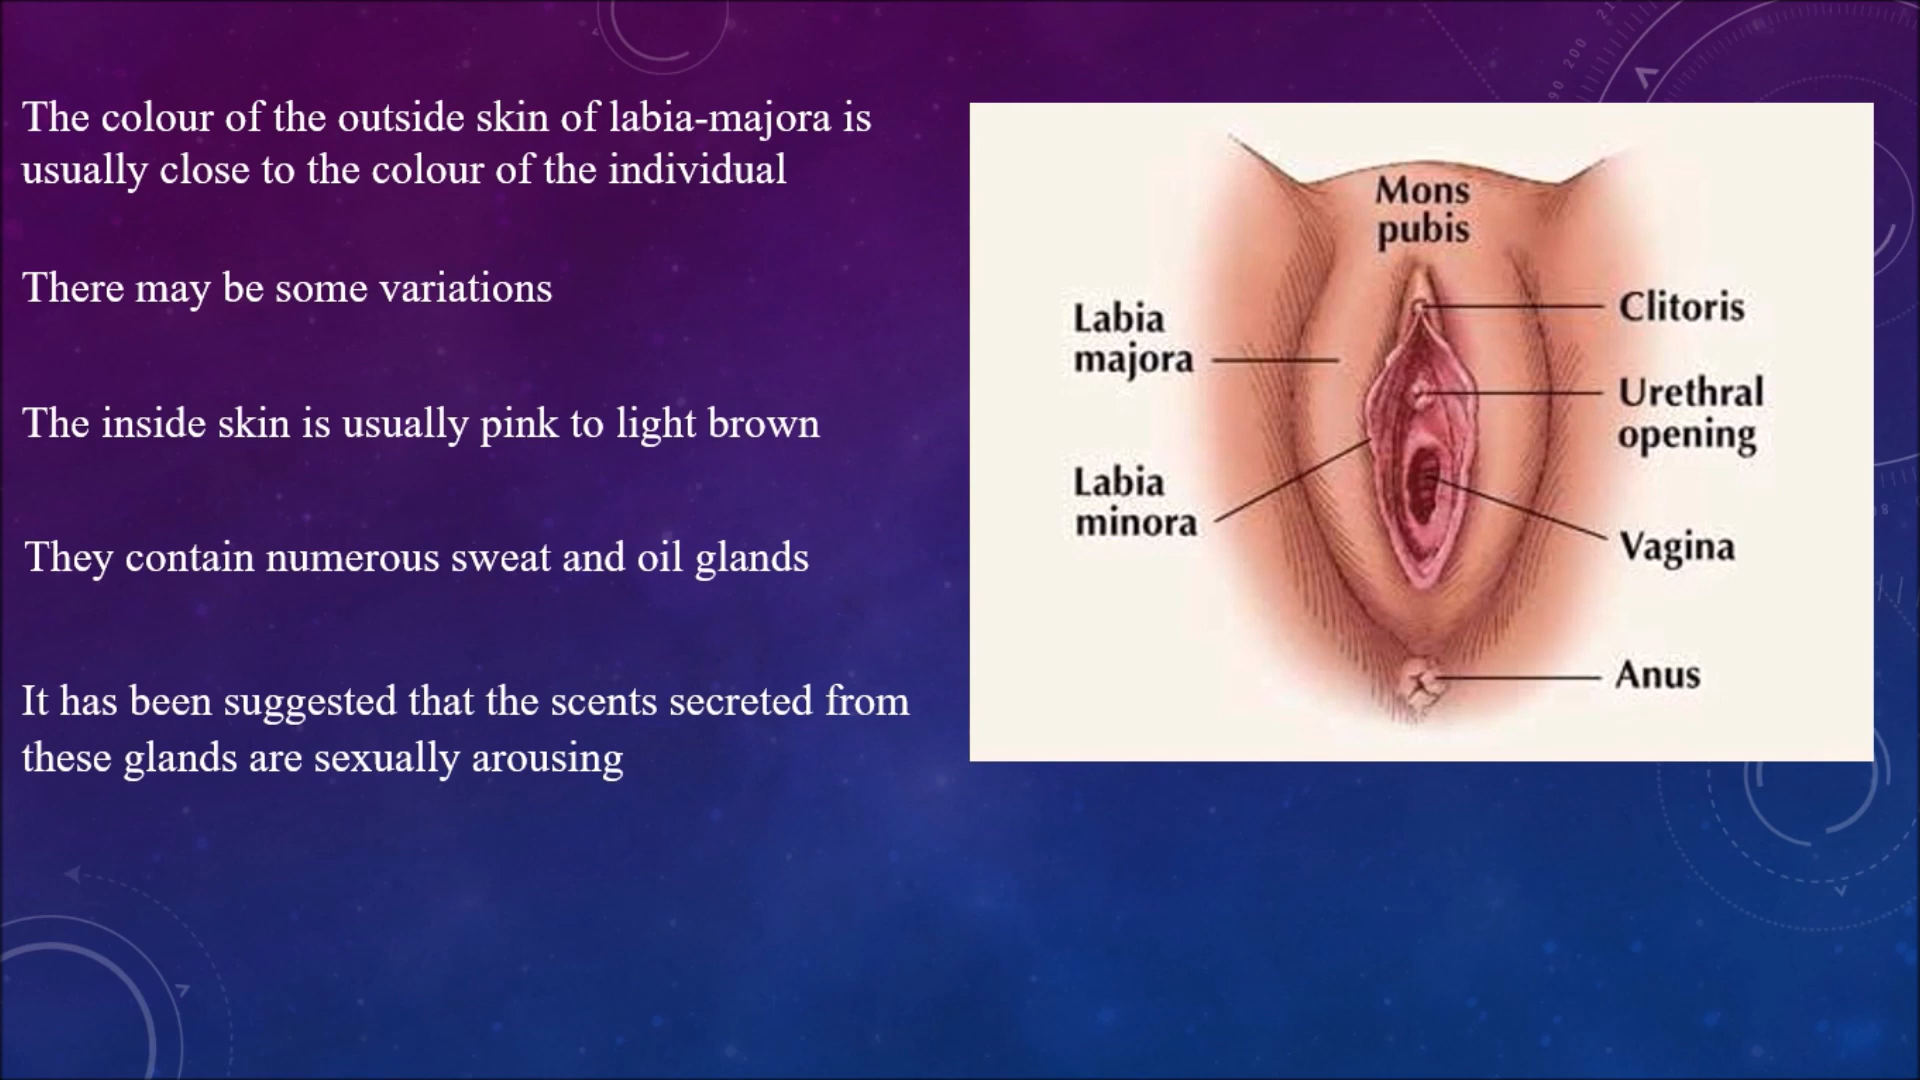 The colour of the outside skin of labia-majora is
usually close to the colour of the individual
There may be some variations
The inside skin is usually pink to light brown
They contain numerous sweat and oil glands
It has been suggested that the scents secreted from
these glands are sexually arousing
Mons
pubis
Labia
majora
Labia
minora
Clitoris
Urethral
opening
Vagina
Anus
200